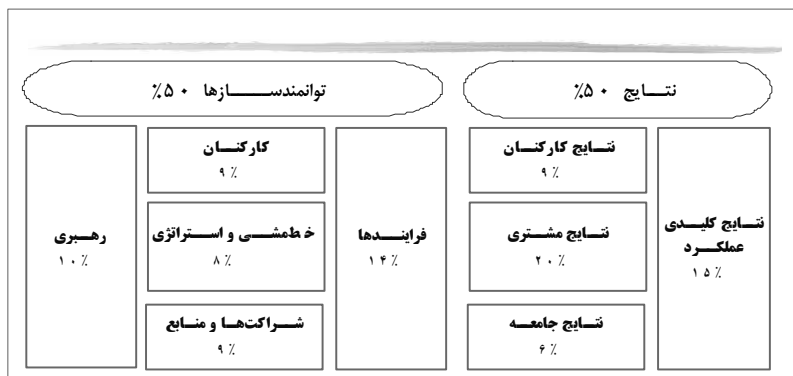 توانمندسازها ۵۰٪
نتایج ۵۰٪
رهبری
۱۰٪
کارکنان
۹٪
خط‌مشی و استراتژی
۸٪
شراکت‌ها و منابع
۹٪
فرایندها
۱۴٪
نتایج کارکنان
۹٪
نتایج مشتری
۲۰٪
نتایج جامعه
۶٪
نتایج کلیدی
عملکرد
۱۵٪